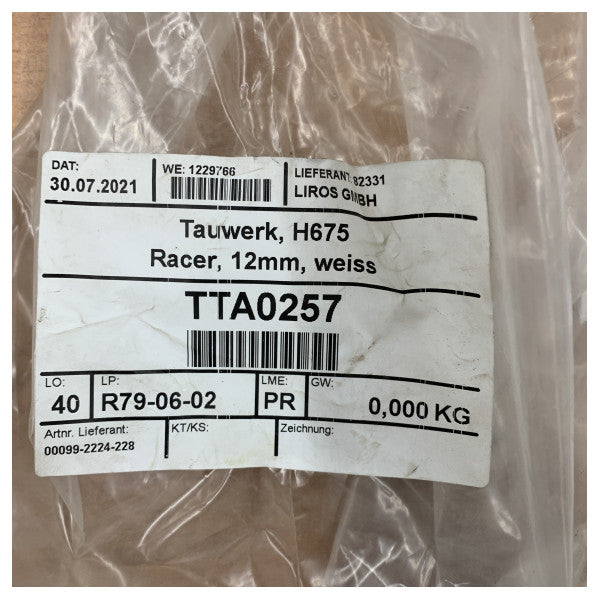 DAT:
30.07.2021
WE: 1229766
LIEFERANT: 82331
LIROS GMBH
Tauwerk, H675
Racer, 12mm, weiss
TTA0257
LO:
40
LP:
R79-06-02
LME:
PR
GW:
0,000 KG
Artnr. Lieferant:
00099-2224-228
KT/KS:
Zeichnung: